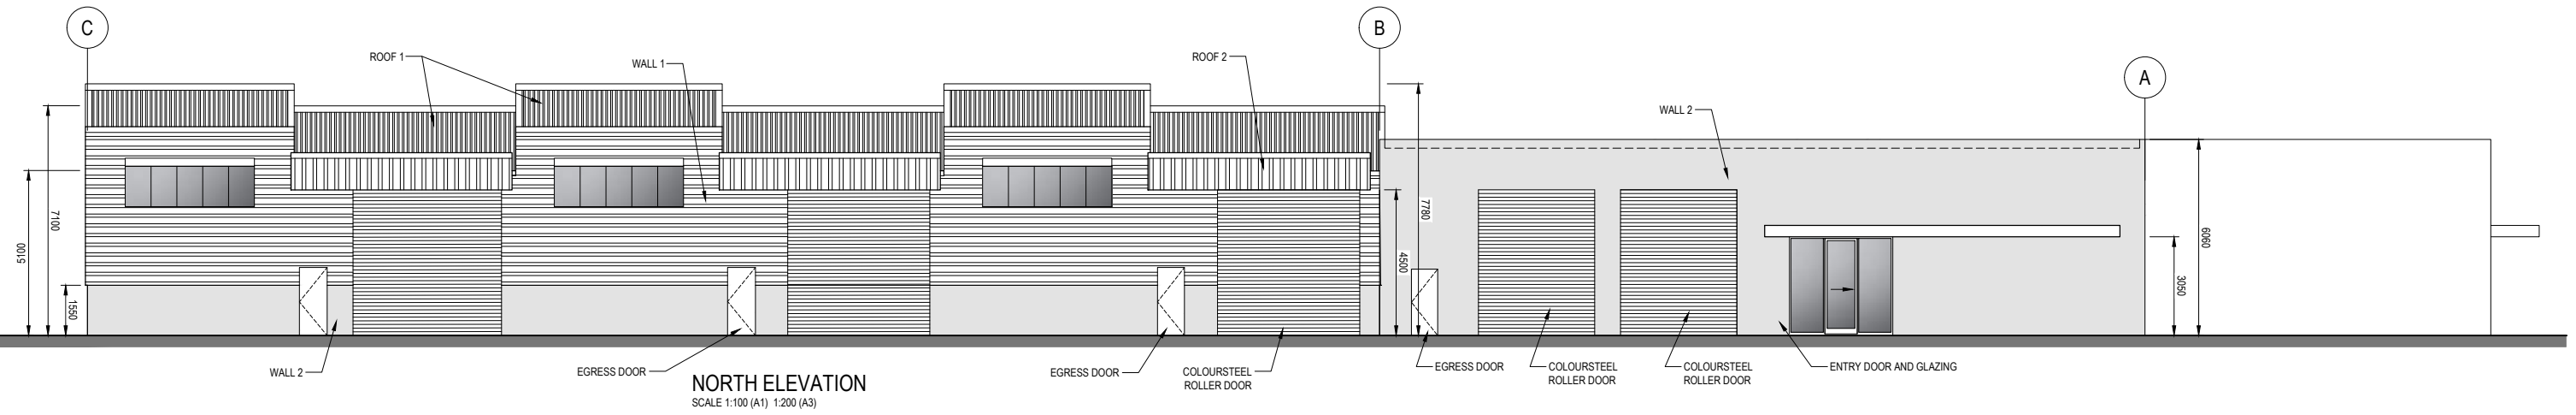 C
B
A
ROOF 1
WALL 1
ROOF 2
WALL 2
5100
7100
1550
7780
4500
6060
3050
WALL 2
EGRESS DOOR
EGRESS DOOR
COLOURSTEEL
ROLLER DOOR
EGRESS DOOR
COLOURSTEEL
ROLLER DOOR
COLOURSTEEL
ROLLER DOOR
ENTRY DOOR AND GLAZING
NORTH ELEVATION
SCALE 1:100 (A1) 1:200 (A3)